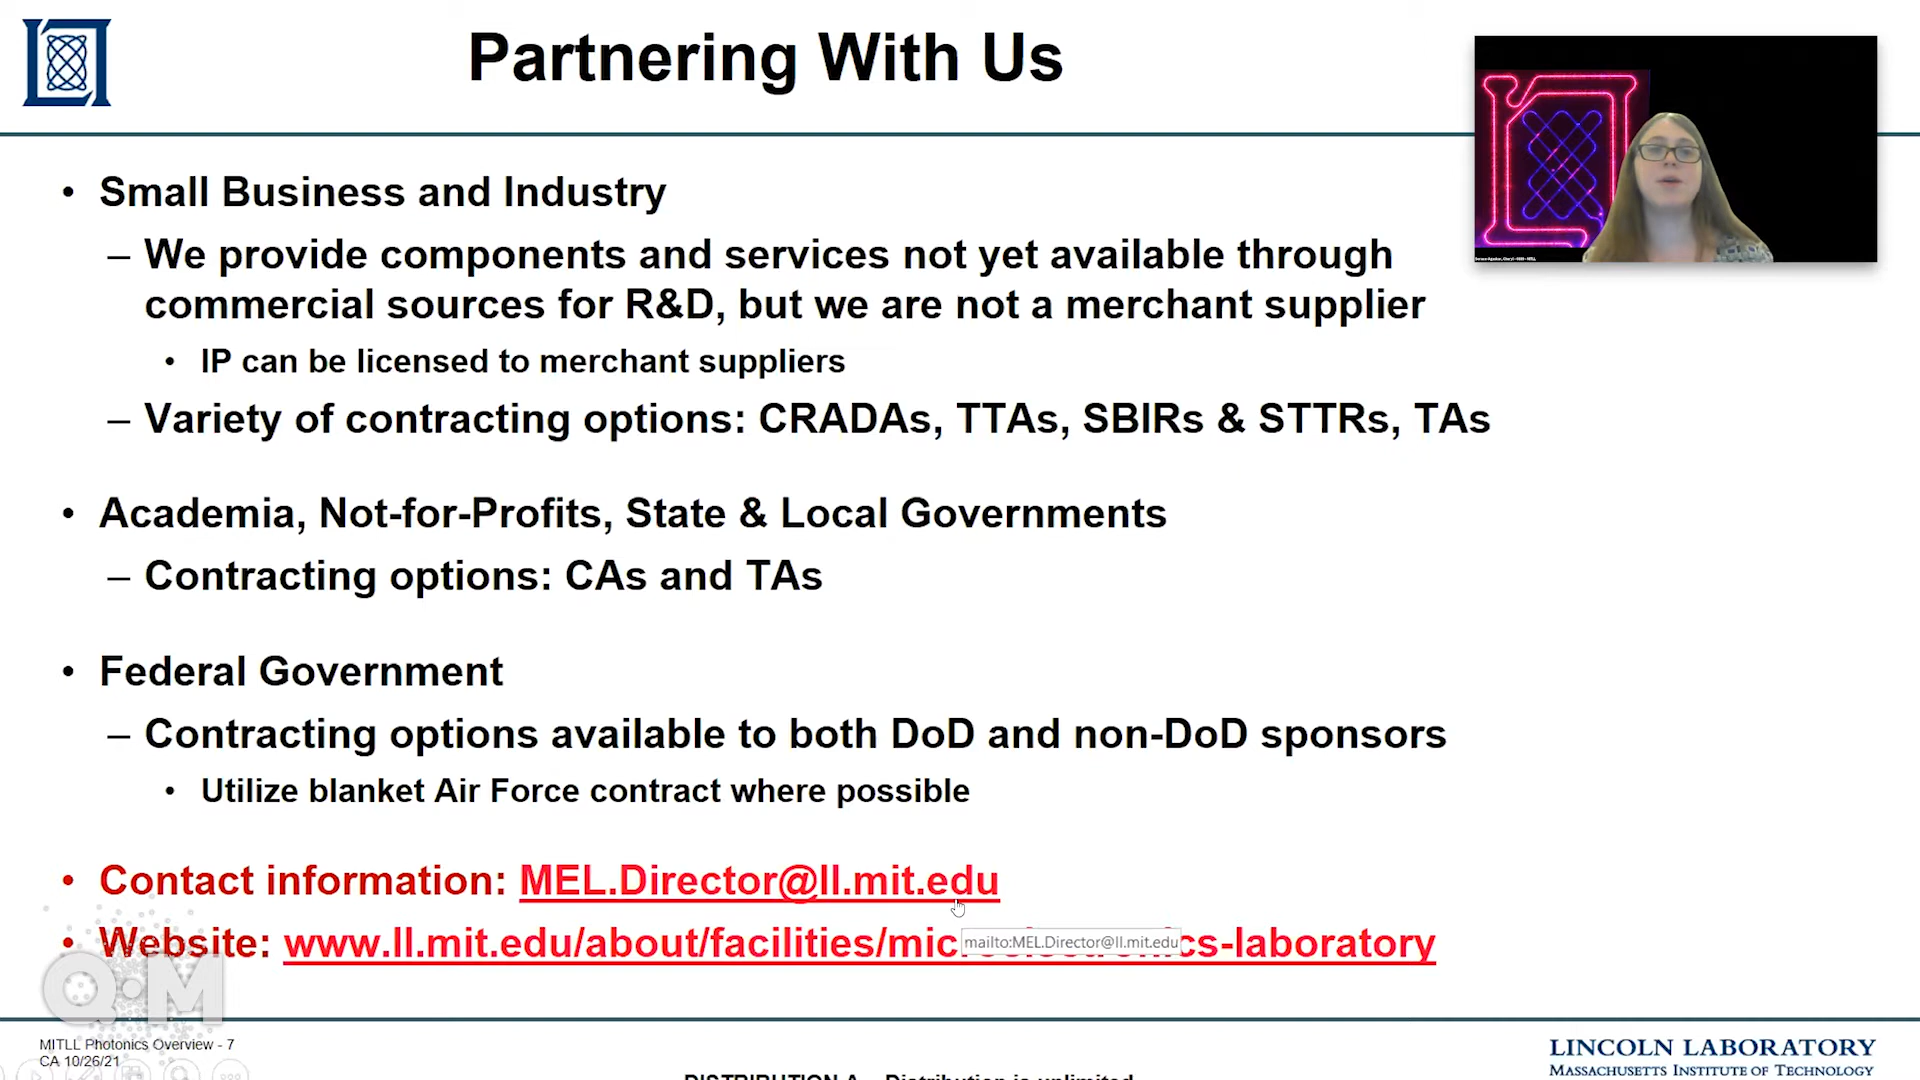 Partnering With Us
• Small Business and Industry
– We provide components and services not yet available through
commercial sources for R&D, but we are not a merchant supplier
• IP can be licensed to merchant suppliers
– Variety of contracting options: CRADAs, TTAs, SBIRs & STTRs, TAs
• Academia, Not-for-Profits, State & Local Governments
– Contracting options: CAs and TAs
• Federal Government
– Contracting options available to both DoD and non-DoD sponsors
• Utilize blanket Air Force contract where possible
• Contact information: MEL.Director@ll.mit.edu
• Website: www.ll.mit.edu/about/facilities/microelectronics-laboratory
mailto:MEL.Director@ll.mit.edu
Q·M
MITLL Photonics Overview - 7
CA 10/26/21
DISTRIBUTION A Distribution is unlimited
LINCOLN LABORATORY
MASSACHUSETTS INSTITUTE OF TECHNOLOGY